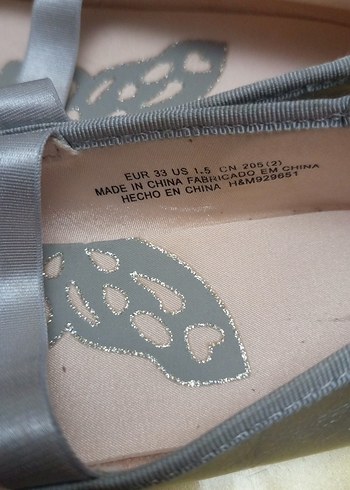 EUR 33 US 1.5 CN 205(2)
MADE IN CHINA FABRICADO EM CHINA
HECHO EN CHINA H&M929651